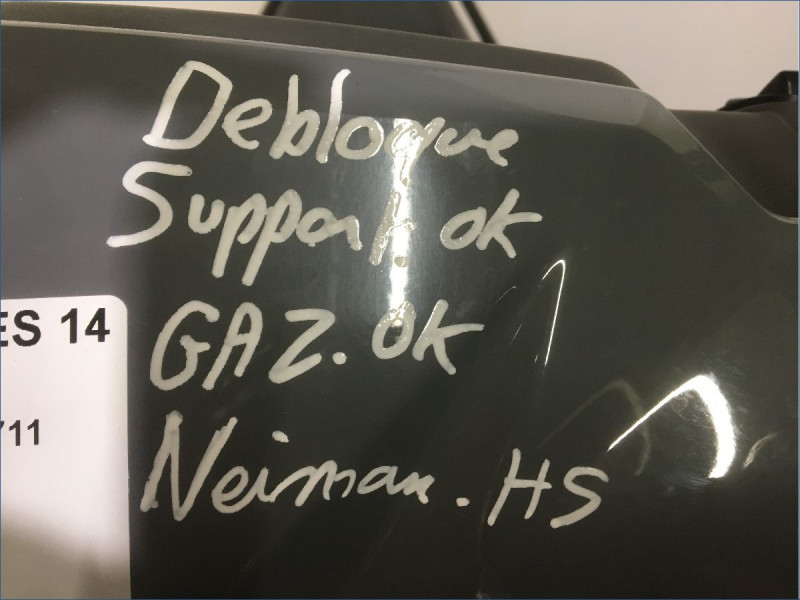 Debloque
Support. ok
GAZ. OK
Neiman. HS
ES 14
711